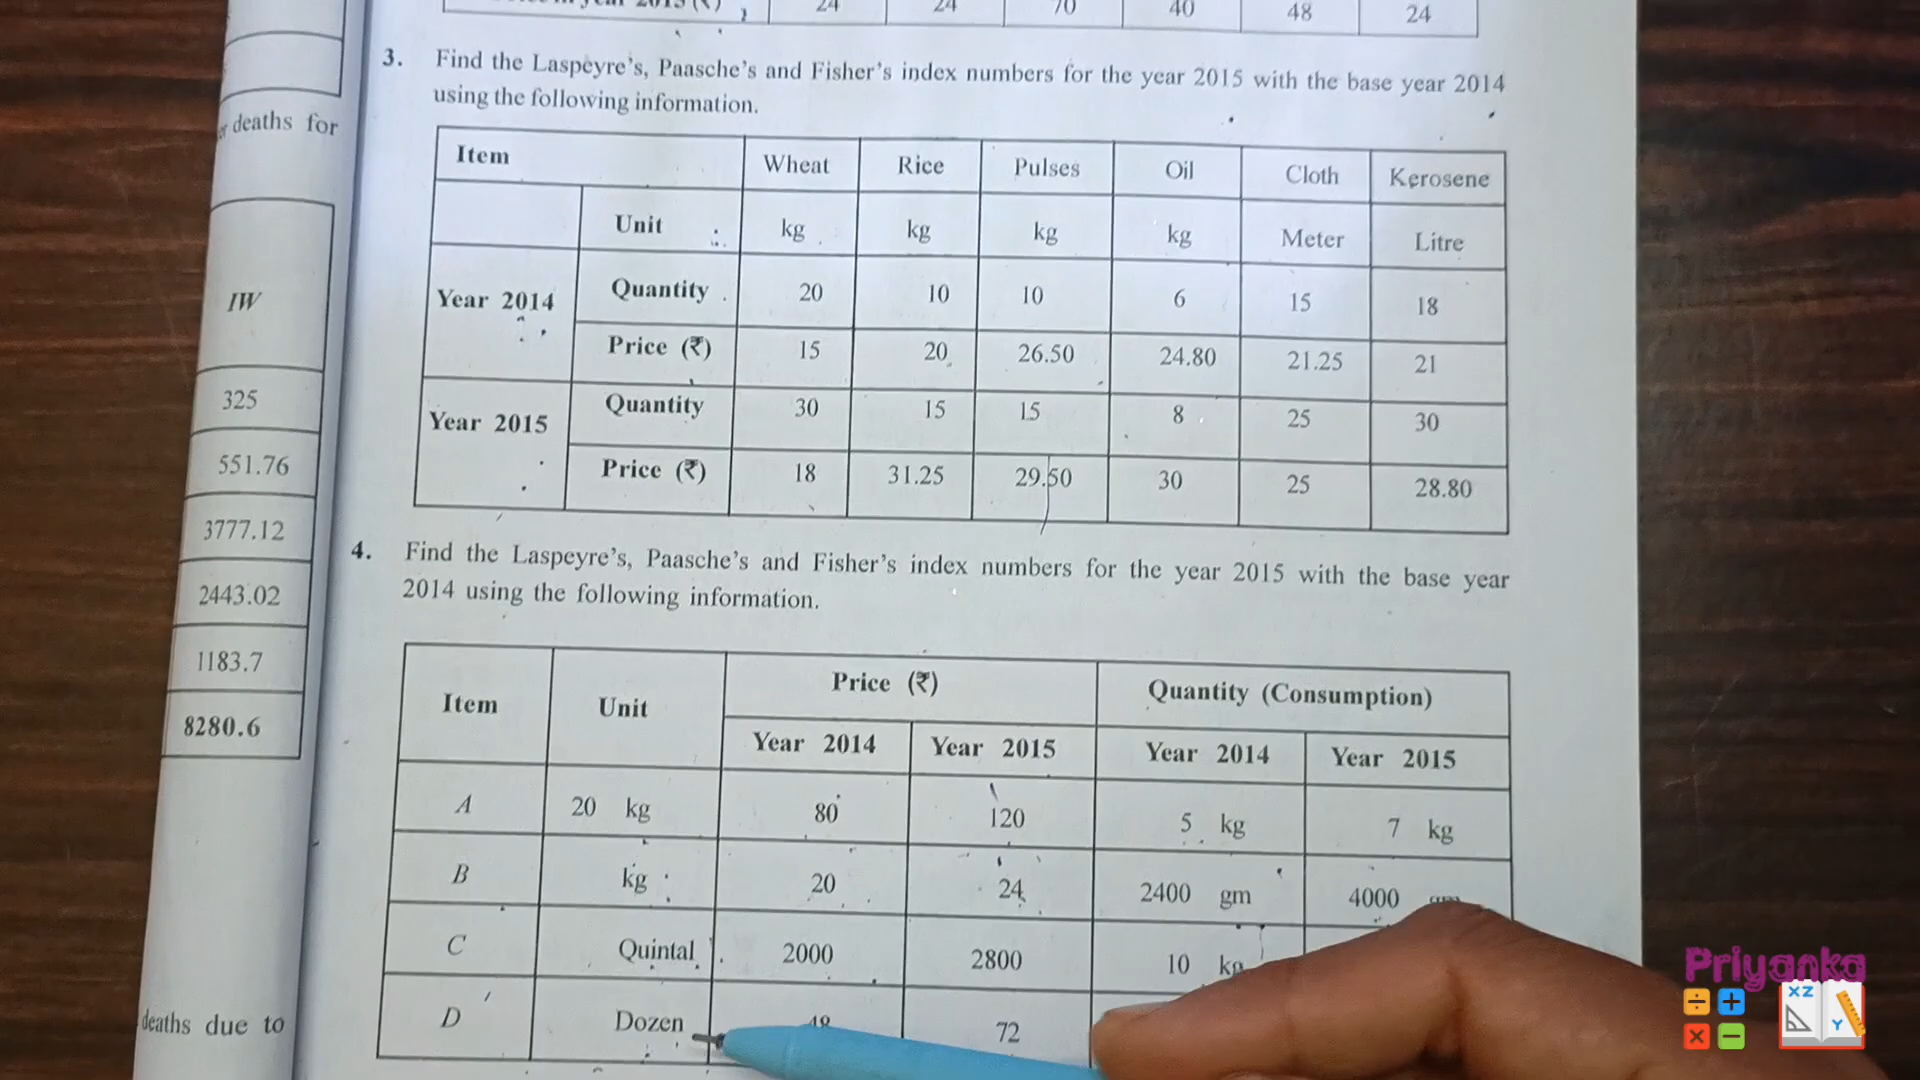 24 24 70 40 48 24
3. Find the Laspeyre's, Paasche's and Fisher's index numbers for the year 2015 with the base year 2014
using the following information.
Item Wheat Rice Pulses Oil Cloth Kerosene
Unit kg kg kg kg Meter Litre
Year 2014 Quantity 20 10 10 6 15 18
Price (₹) 15 20 26.50 24.80 21.25 21
Year 2015 Quantity 30 15 15 8 25 30
Price (₹) 18 31.25 29.50 30 25 28.80
4. Find the Laspeyre's, Paasche's and Fisher's index numbers for the year 2015 with the base year
2014 using the following information.
Item Unit Price (₹) Quantity (Consumption)
Year 2014 Year 2015 Year 2014 Year 2015
A 20 kg 80 120 5 kg 7 kg
B kg 20 24 2400 gm 4000
C Quintal 2000 2800 10 kg
D Dozen 72
deaths for
IW
325
551.76
3777.12
2443.02
1183.7
8280.6
deaths due to
Priyanka
XZ
Y